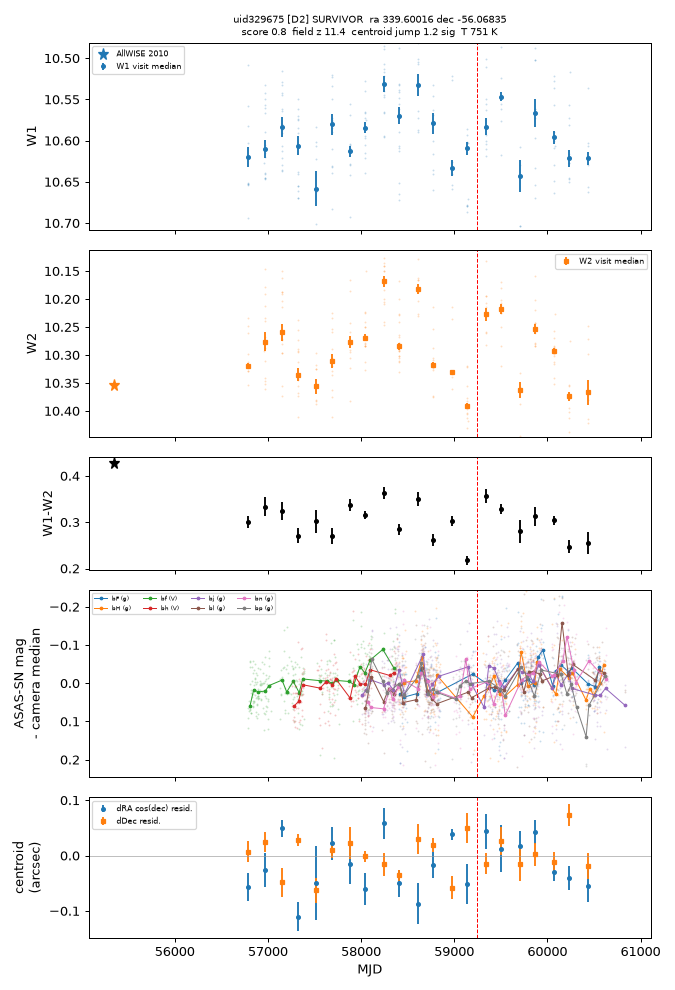 uid329675 [D2] SURVIVOR  ra 339.60016 dec -56.06835
score 0.8  field z 11.4  centroid jump 1.2 sig  T 751 K
AllWISE 2010
W1 visit median
10.50
10.55
10.60
10.65
10.70
W1
W2 visit median
10.15
10.20
10.25
10.30
10.35
10.40
W2
0.4
0.3
0.2
W1-W2
bF (g)
bH (g)
bf (V)
bh (V)
bj (g)
bl (g)
bn (g)
bp (g)
−0.2
−0.1
0.0
0.1
0.2
ASAS-SN mag
- camera median
dRA cos(dec) resid.
dDec resid.
0.1
0.0
−0.1
centroid
(arcsec)
56000
57000
58000
59000
60000
61000
MJD